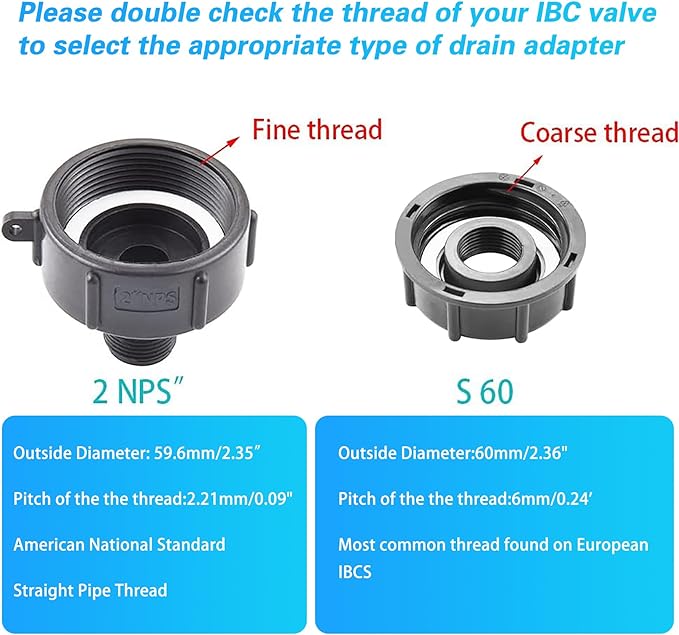 Please double check the thread of your IBC valve
to select the appropriate type of drain adapter
Fine thread
Coarse thread
2"NPS
2 NPS”
S 60
Outside Diameter: 59.6mm/2.35”
Pitch of the the thread:2.21mm/0.09"
American National Standard
Straight Pipe Thread
Outside Diameter:60mm/2.36"
Pitch of the the thread:6mm/0.24’
Most common thread found on European
IBCS